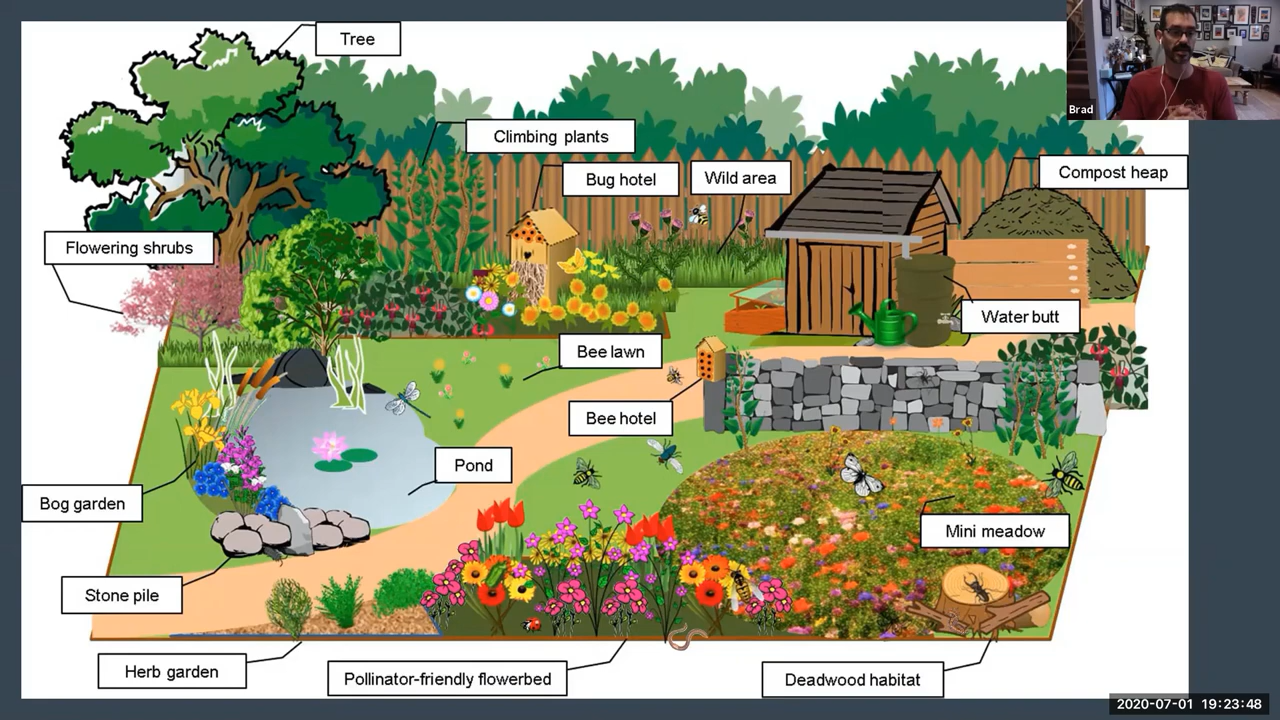 Tree
Brad
Climbing plants
Bug hotel
Wild area
Compost heap
Flowering shrubs
Water butt
Bee lawn
Bee hotel
Pond
Bog garden
Mini meadow
Stone pile
Herb garden
Pollinator-friendly flowerbed
Deadwood habitat
2020-07-01 19:23:48